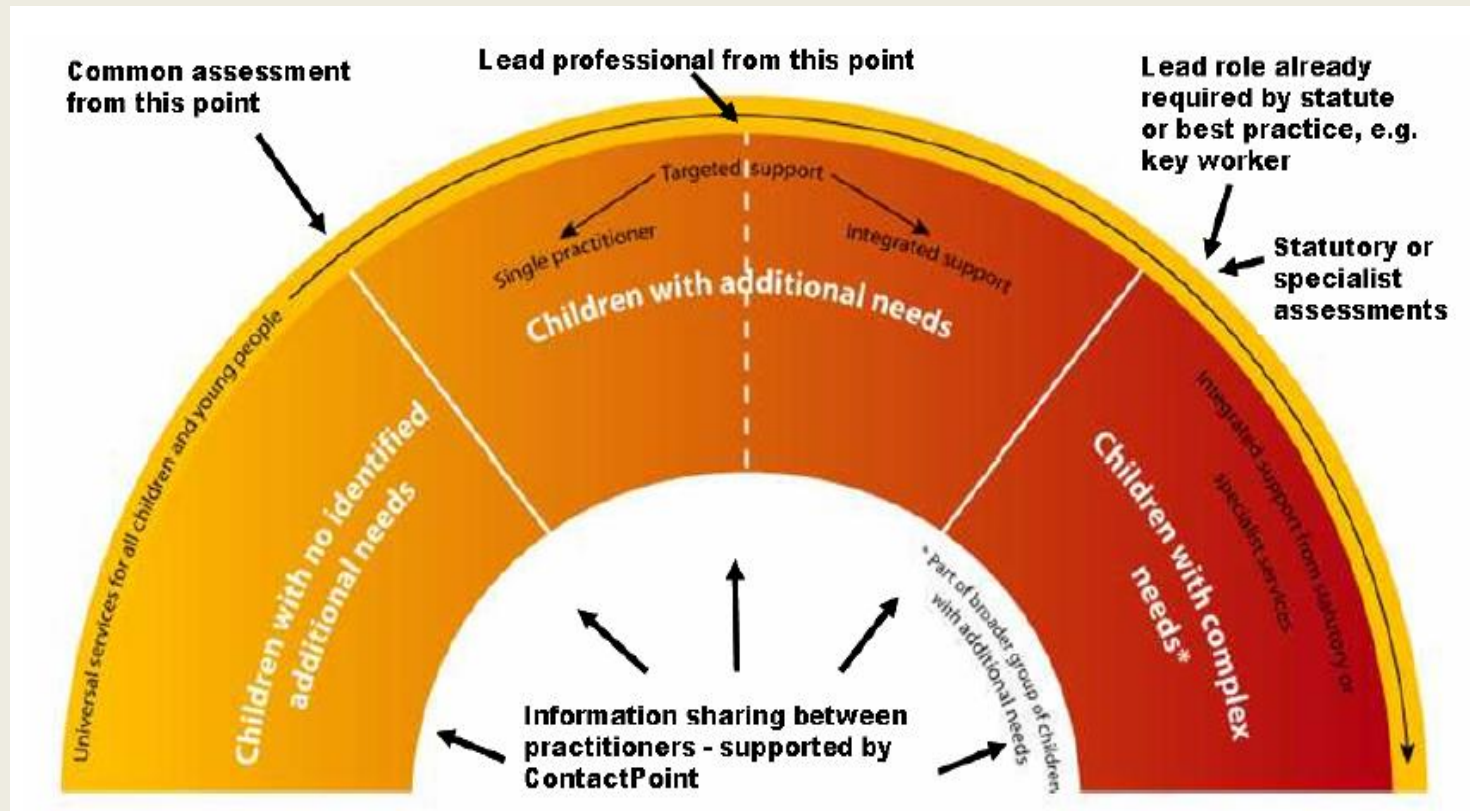 Common assessment
from this point
Lead professional from this point
Lead role already
required by statute
or best practice, e.g.
key worker
Statutory or
specialist
assessments
Universal services for all children and young people
Children with no identified
additional needs
Targeted support
Single practitioner
Integrated support
Children with additional needs
Integrated support from statutory or
specialist services
Children with complex
needs*
* Part of broader group of children
with additional needs
Information sharing between
practitioners - supported by
ContactPoint